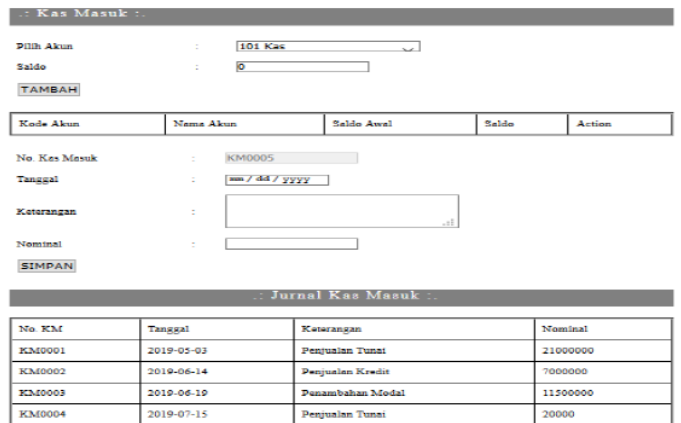 .: Kas Masuk :.
Pilih Akun : 101 Kas
Saldo : 0
TAMBAH
Kode Akun Nama Akun Saldo Awal Saldo Action
No. Kas Masuk : KM0005
Tanggal : mm / dd / yyyy
Keterangan :
Nominal :
SIMPAN
.: Jurnal Kas Masuk :.
No. KM Tanggal Keterangan Nominal
KM0001 2019-05-03 Penjualan Tunai 21000000
KM0002 2019-06-14 Penjualan Kredit 7000000
KM0003 2019-06-19 Penambahan Modal 11500000
KM0004 2019-07-15 Penjualan Tunai 20000